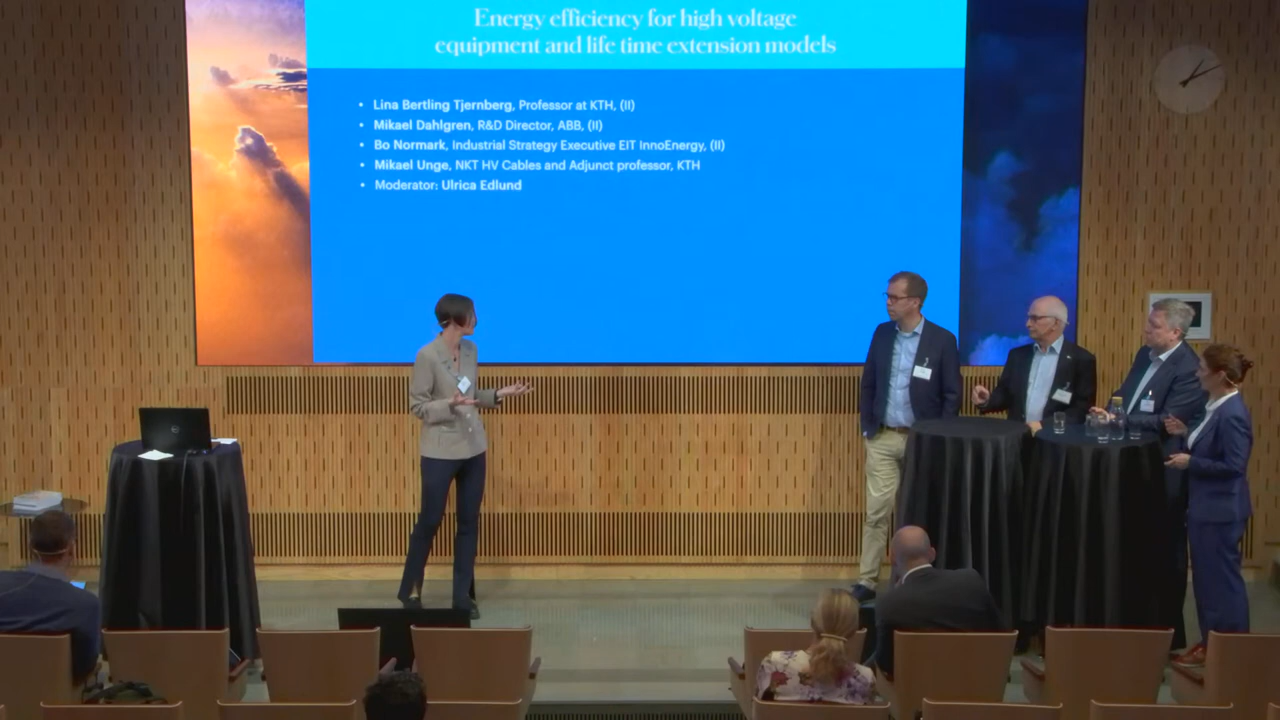 Energy efficiency for high voltage
equipment and life time extension models
• Lina Bertling Tjernberg, Professor at KTH, (II)
• Mikael Dahlgren, R&D Director, ABB, (II)
• Bo Normark, Industrial Strategy Executive EIT InnoEnergy, (II)
• Mikael Unge, NKT HV Cables and Adjunct professor, KTH
• Moderator: Ulrica Edlund